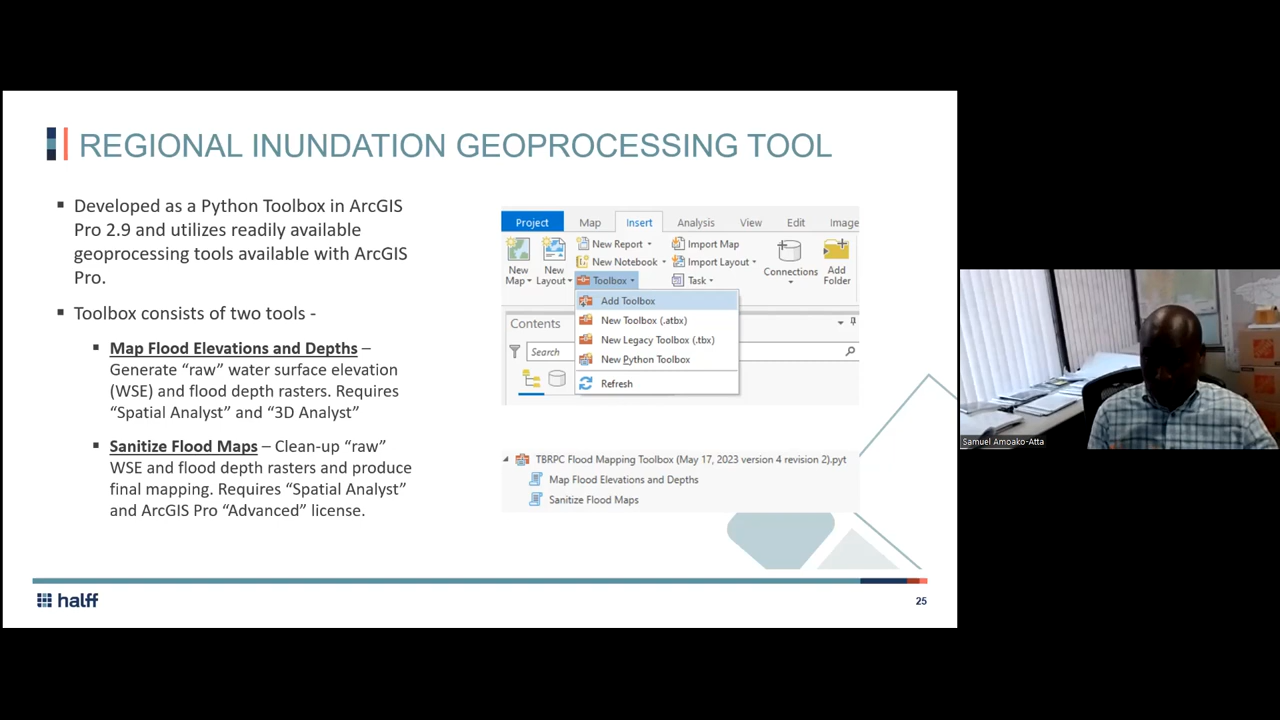 REGIONAL INUNDATION GEOPROCESSING TOOL
▪ Developed as a Python Toolbox in ArcGIS
Pro 2.9 and utilizes readily available
geoprocessing tools available with ArcGIS
Pro.
▪ Toolbox consists of two tools -
▪ Map Flood Elevations and Depths –
Generate “raw” water surface elevation
(WSE) and flood depth rasters. Requires
“Spatial Analyst” and “3D Analyst”
▪ Sanitize Flood Maps – Clean-up “raw”
WSE and flood depth rasters and produce
final mapping. Requires “Spatial Analyst”
and ArcGIS Pro “Advanced” license.
Project Map Insert Analysis View Edit Image
New Map
New Layout
New Report
New Notebook
Toolbox
Import Map
Import Layout
Task
Connections
Add Folder
Add Toolbox
New Toolbox (.atbx)
New Legacy Toolbox (.tbx)
New Python Toolbox
Refresh
Contents
Search
TBRPC Flood Mapping Toolbox (May 17, 2023 version 4 revision 2).pyt
Map Flood Elevations and Depths
Sanitize Flood Maps
halff
25
Samuel Amoako-Atta